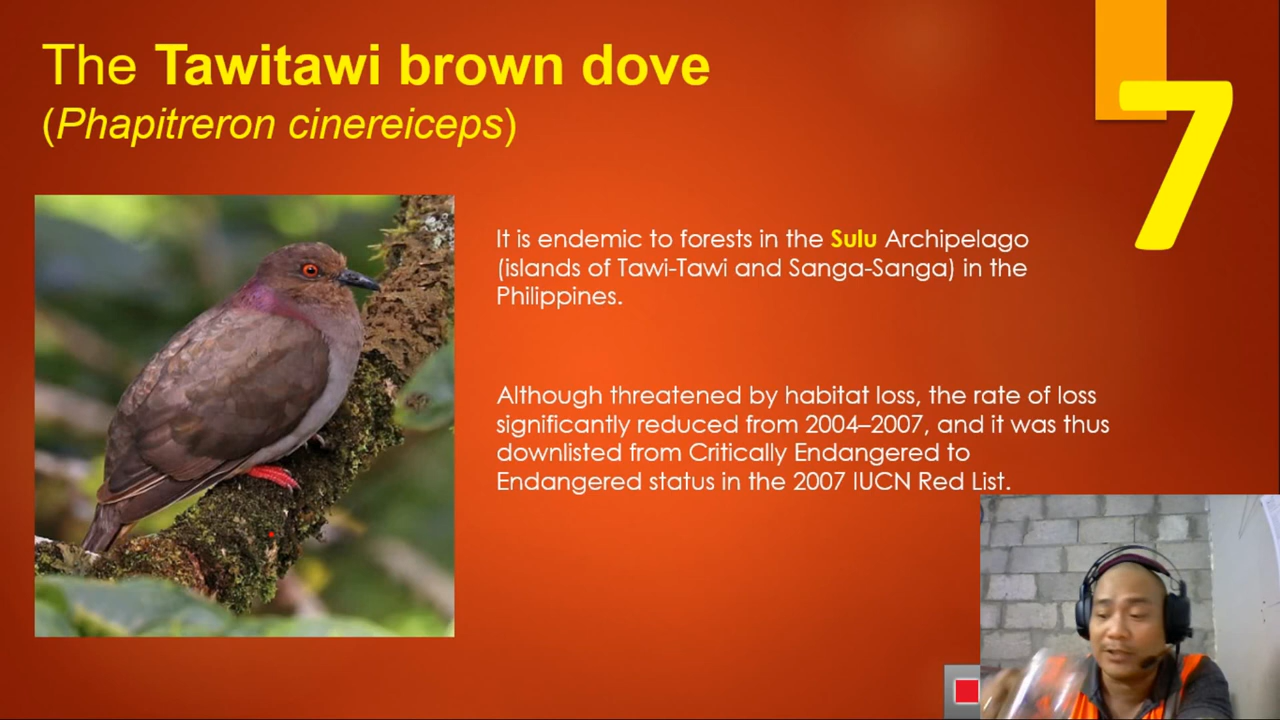 The Tawitawi brown dove
(Phapitreron cinereiceps)
7
It is endemic to forests in the Sulu Archipelago
(islands of Tawi-Tawi and Sanga-Sanga) in the
Philippines.
Although threatened by habitat loss, the rate of loss
significantly reduced from 2004–2007, and it was thus
downlisted from Critically Endangered to
Endangered status in the 2007 IUCN Red List.